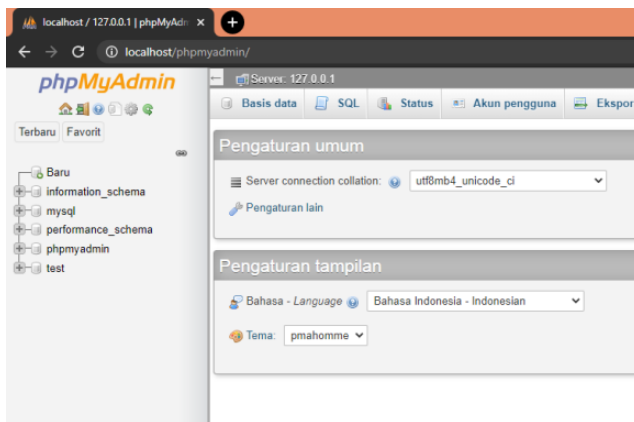 localhost / 127.0.0.1 | phpMyAdn
localhost/phpmyadmin/
phpMyAdmin
Terbaru Favorit
Baru
information_schema
mysql
performance_schema
phpmyadmin
test
Server: 127.0.0.1
Basis data SQL Status Akun pengguna Ekspor
Pengaturan umum
Server connection collation: utf8mb4_unicode_ci
Pengaturan lain
Pengaturan tampilan
Bahasa - Language Bahasa Indonesia - Indonesian
Tema: pmahomme